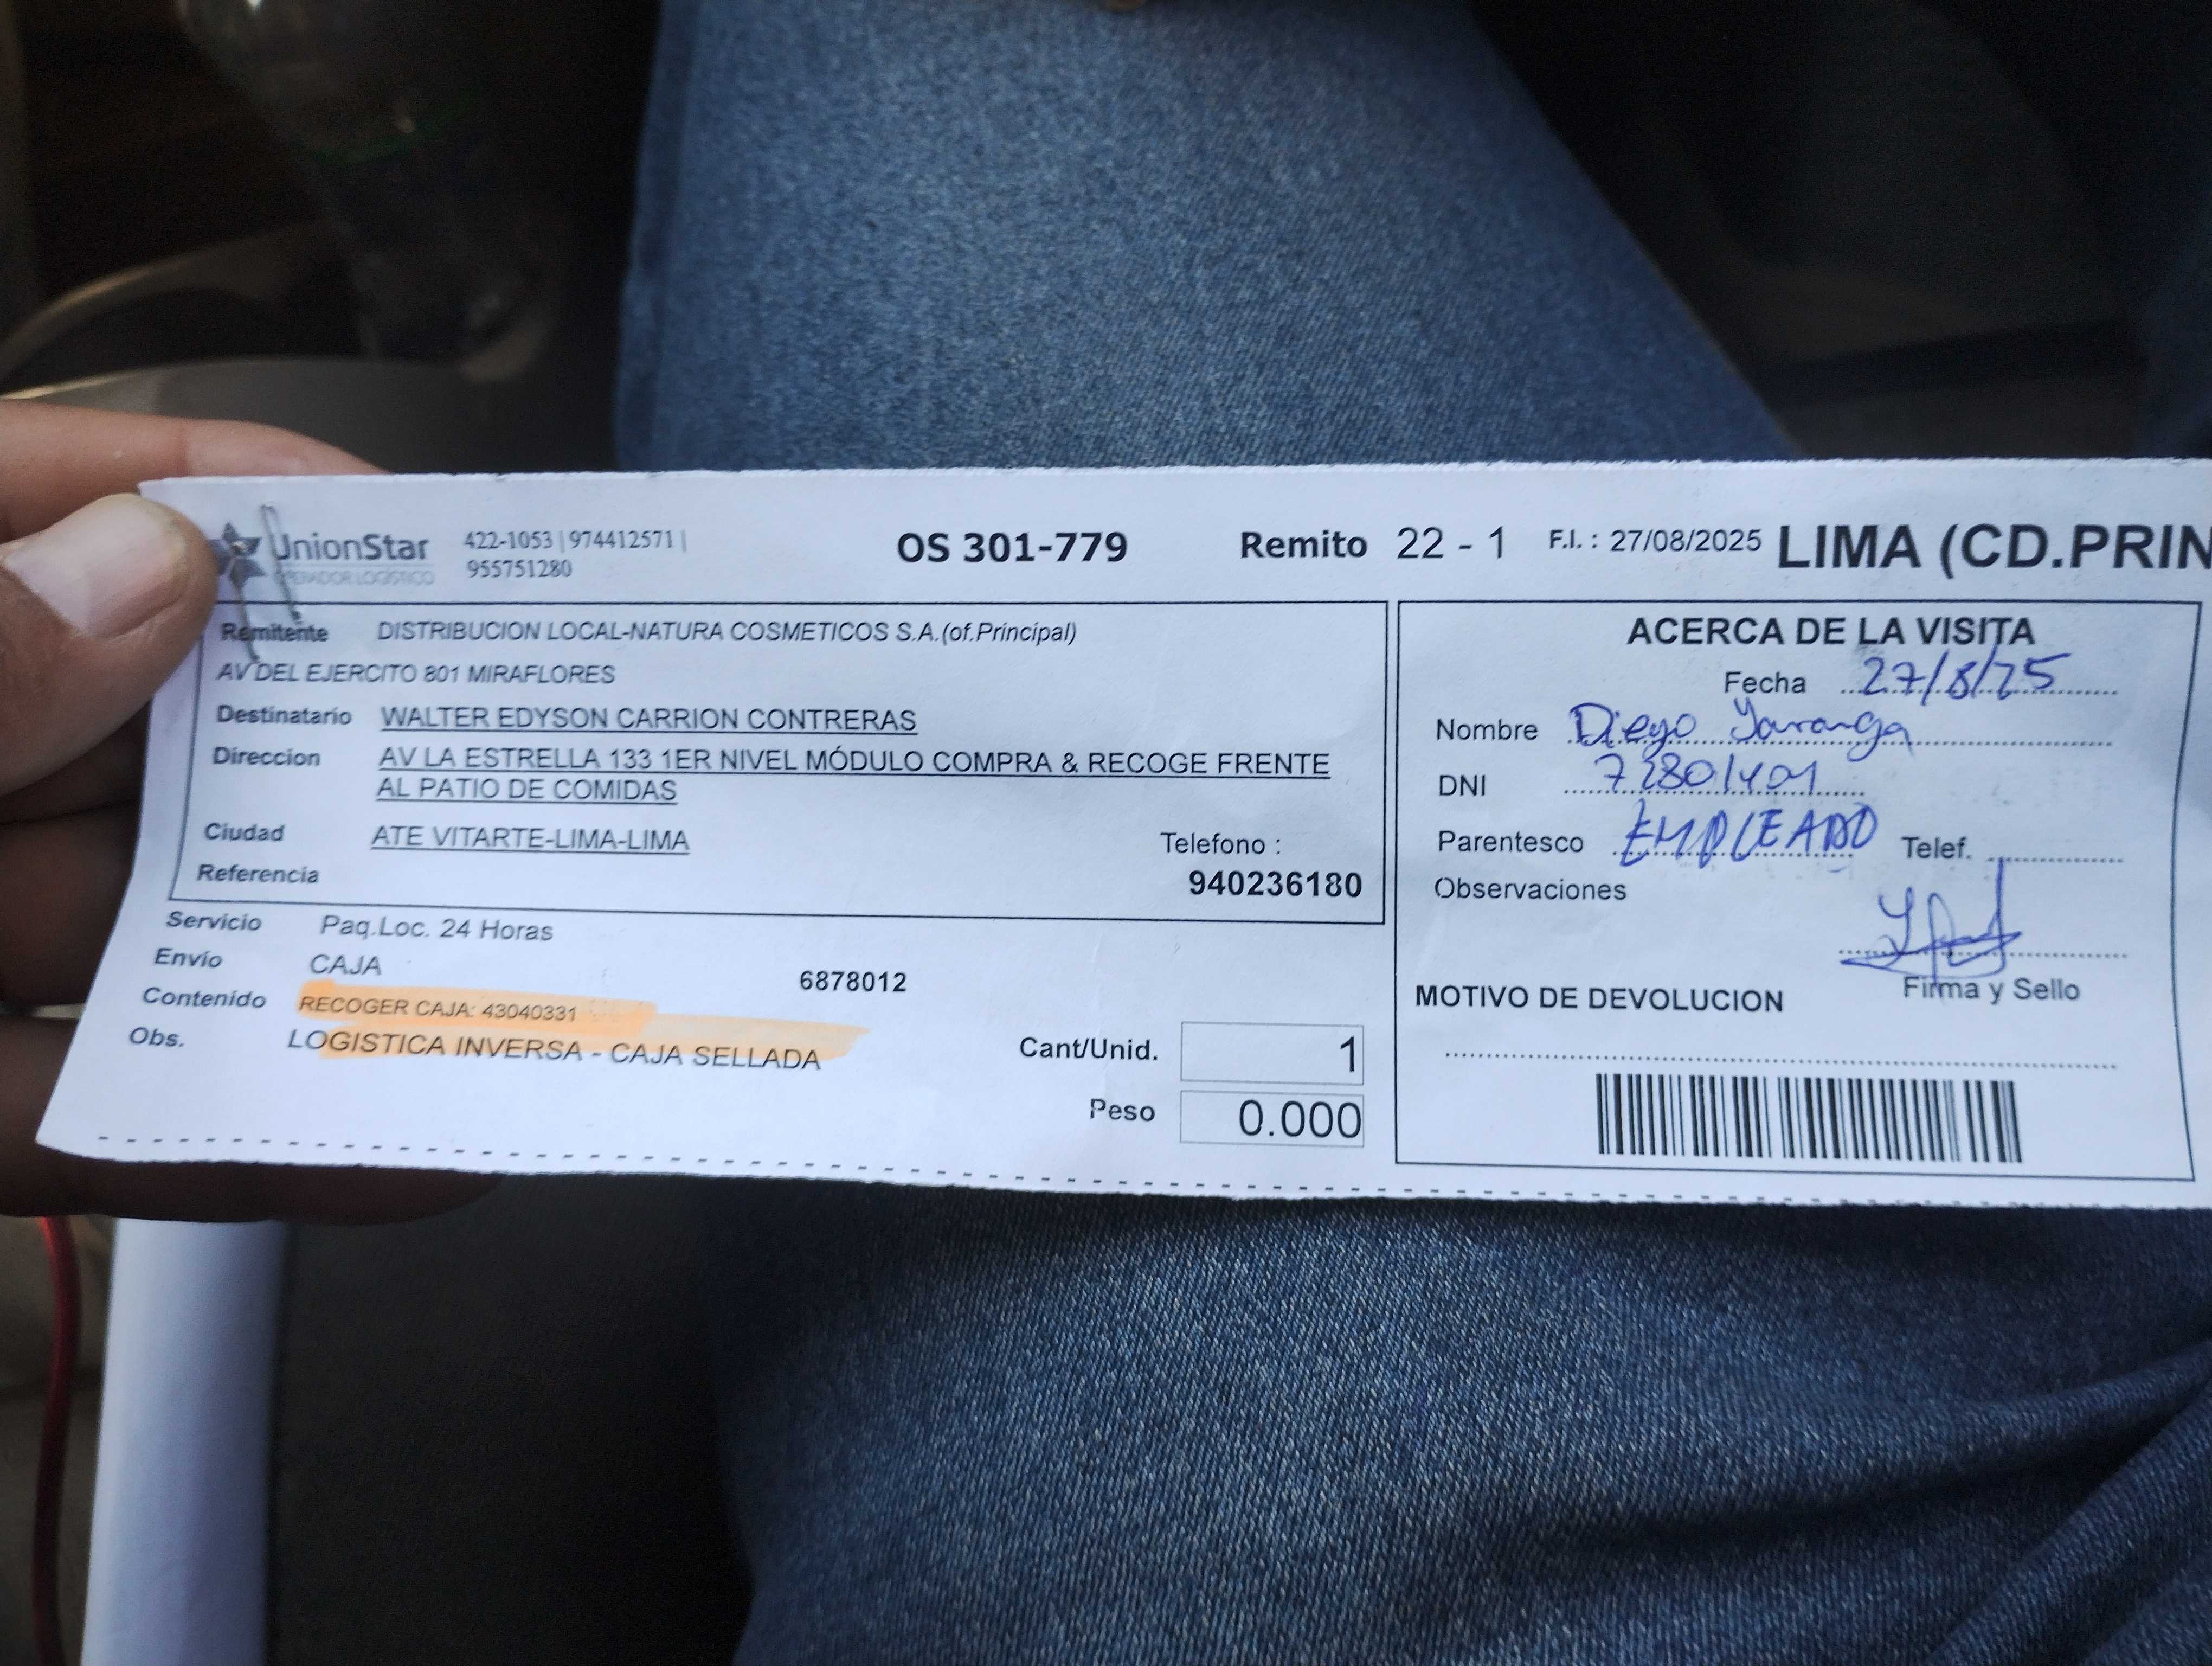 UnionStar 422-1053 | 974412571 | OS 301-779 Remito 22 - 1 F.I. : 27/08/2025 LIMA (CD.PRIN
OPERADOR LOGISTICO 955751280
Remitente DISTRIBUCION LOCAL-NATURA COSMETICOS S.A.(of.Principal)
AV DEL EJERCITO 801 MIRAFLORES
Destinatario WALTER EDYSON CARRION CONTRERAS
Direccion AV LA ESTRELLA 133 1ER NIVEL MÓDULO COMPRA & RECOGE FRENTE
AL PATIO DE COMIDAS
Ciudad ATE VITARTE-LIMA-LIMA Telefono :
Referencia 940236180
Servicio Paq.Loc. 24 Horas
Envío CAJA 6878012
Contenido RECOGER CAJA: 43040331
Obs. LOGISTICA INVERSA - CAJA SELLADA
Cant/Unid. 1
Peso 0.000
ACERCA DE LA VISITA
Fecha 27/8/25
Nombre Diego Yaranga
DNI
Parentesco EMPLEADO Telef.
Observaciones
Firma y Sello
MOTIVO DE DEVOLUCION